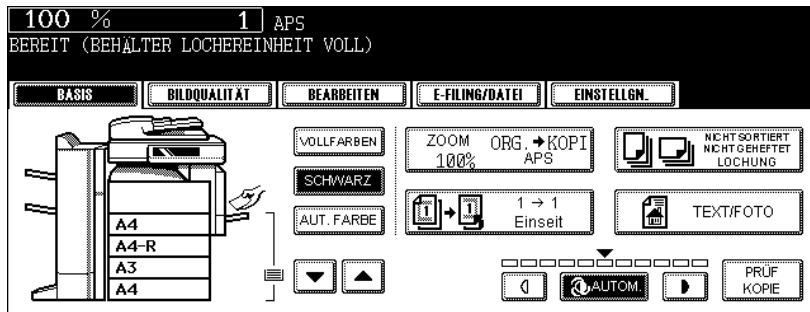 100 % 1 APS
BEREIT (BEHÄLTER LOCHEREINHEIT VOLL)
BASIS BILDQUALITÄT BEARBEITEN E-FILING/DATEI EINSTELLGN.
VOLLFARBEN
SCHWARZ
AUT. FARBE
ZOOM ORG.➔KOPI
100% APS
1 → 1
Einseit
NICHT SORTIERT
NICHT GEHEFTET
LOCHUNG
TEXT/FOTO
A4
A4-R
A3
A4
1 1
AUTOM.
PRÜF
KOPIE